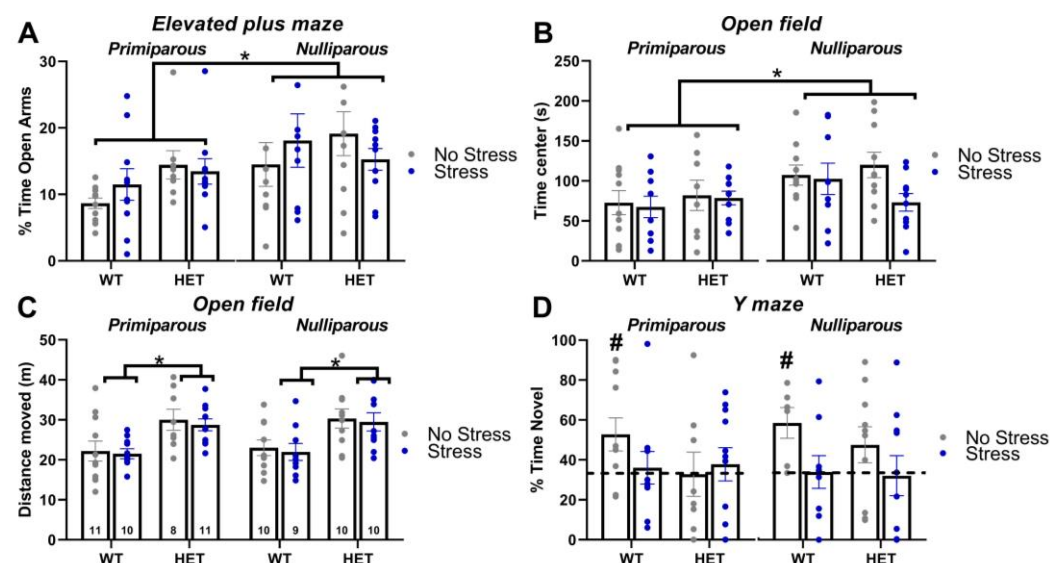 A
Elevated plus maze
Primiparous
Nulliparous
*
% Time Open Arms
30
20
10
0
WT
HET
WT
HET
No Stress
Stress
B
Open field
Primiparous
Nulliparous
*
Time center (s)
250
200
150
100
50
0
WT
HET
WT
HET
No Stress
Stress
C
Open field
Primiparous
Nulliparous
*
*
Distance moved (m)
50
40
30
20
10
0
11
10
8
11
10
9
10
10
WT
HET
WT
HET
No Stress
Stress
D
Y maze
Primiparous
Nulliparous
#
#
% Time Novel
100
80
60
40
20
0
WT
HET
WT
HET
No Stress
Stress